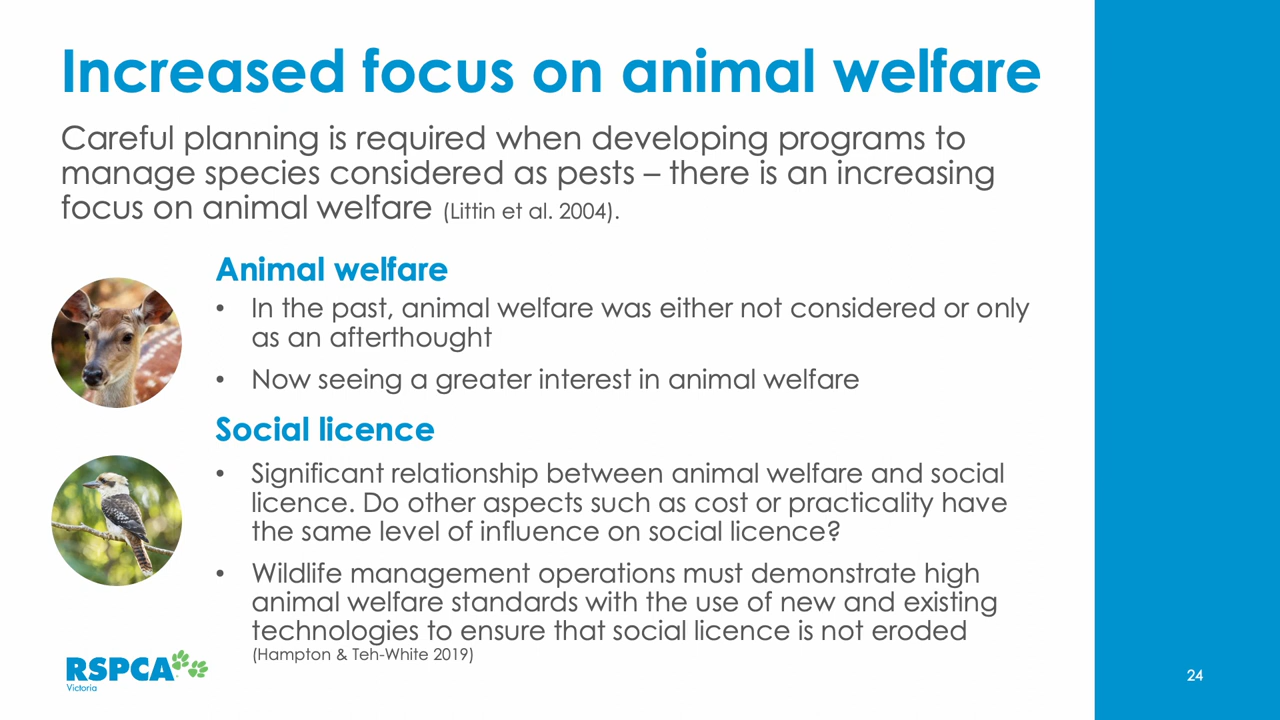 Increased focus on animal welfare
Careful planning is required when developing programs to
manage species considered as pests – there is an increasing
focus on animal welfare (Littin et al. 2004).
Animal welfare
• In the past, animal welfare was either not considered or only
as an afterthought
• Now seeing a greater interest in animal welfare
Social licence
• Significant relationship between animal welfare and social
licence. Do other aspects such as cost or practicality have
the same level of influence on social licence?
• Wildlife management operations must demonstrate high
animal welfare standards with the use of new and existing
technologies to ensure that social licence is not eroded
(Hampton & Teh-White 2019)
RSPCA
Victoria
24